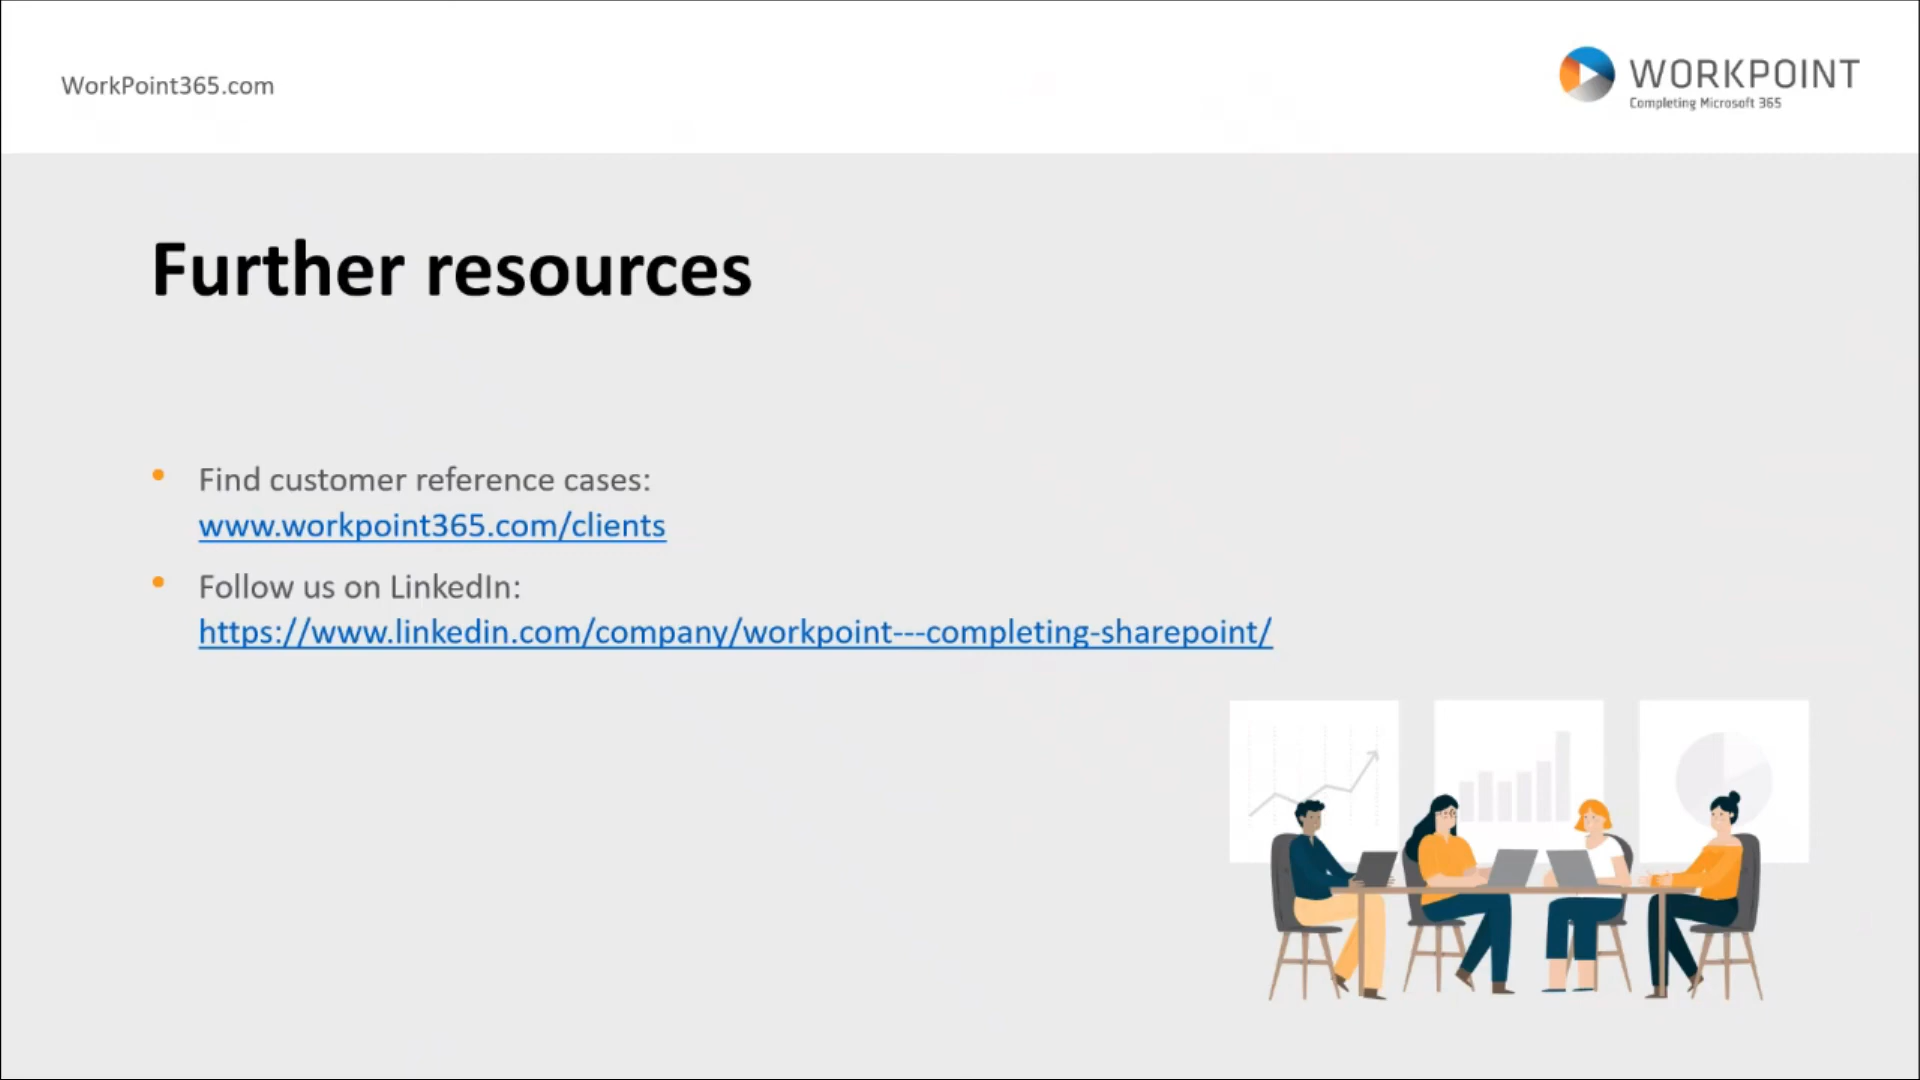 WorkPoint365.com
WORKPOINT
Completing Microsoft 365
Further resources
• Find customer reference cases:
www.workpoint365.com/clients
• Follow us on LinkedIn:
https://www.linkedin.com/company/workpoint---completing-sharepoint/